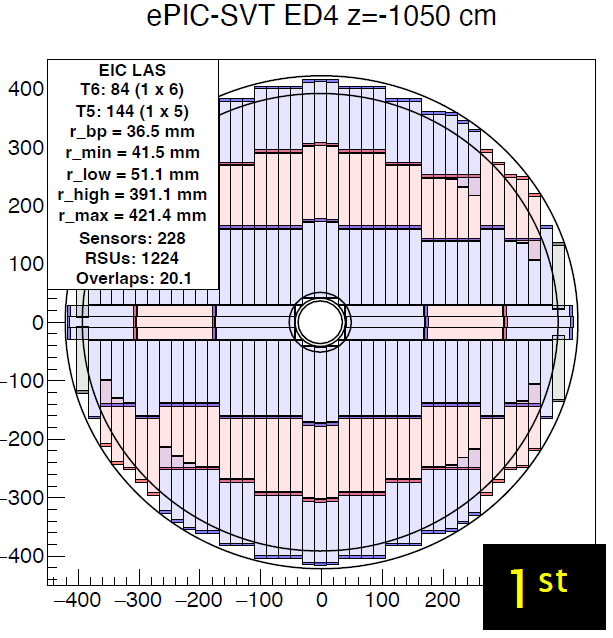 ePIC-SVT ED4 z=-1050 cm
EIC LAS
T6: 84 (1 x 6)
T5: 144 (1 x 5)
r_bp = 36.5 mm
r_min = 41.5 mm
r_low = 51.1 mm
r_high = 391.1 mm
r_max = 421.4 mm
Sensors: 228
RSUs: 1224
Overlaps: 20.1
400
300
200
100
0
−100
−200
−300
−400
−400 −300 −200 −100 0 100 200
1st